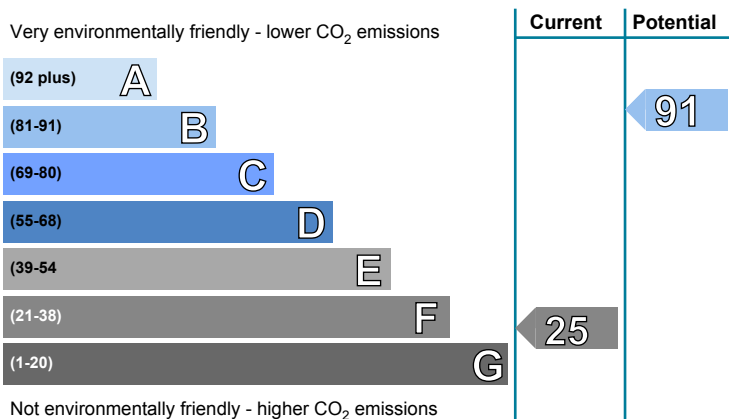 Current Potential
Very environmentally friendly - lower CO2 emissions
(92 plus) A
91
(81-91) B
(69-80) C
(55-68) D
(39-54 E
(21-38) F
25
(1-20) G
Not environmentally friendly - higher CO2 emissions